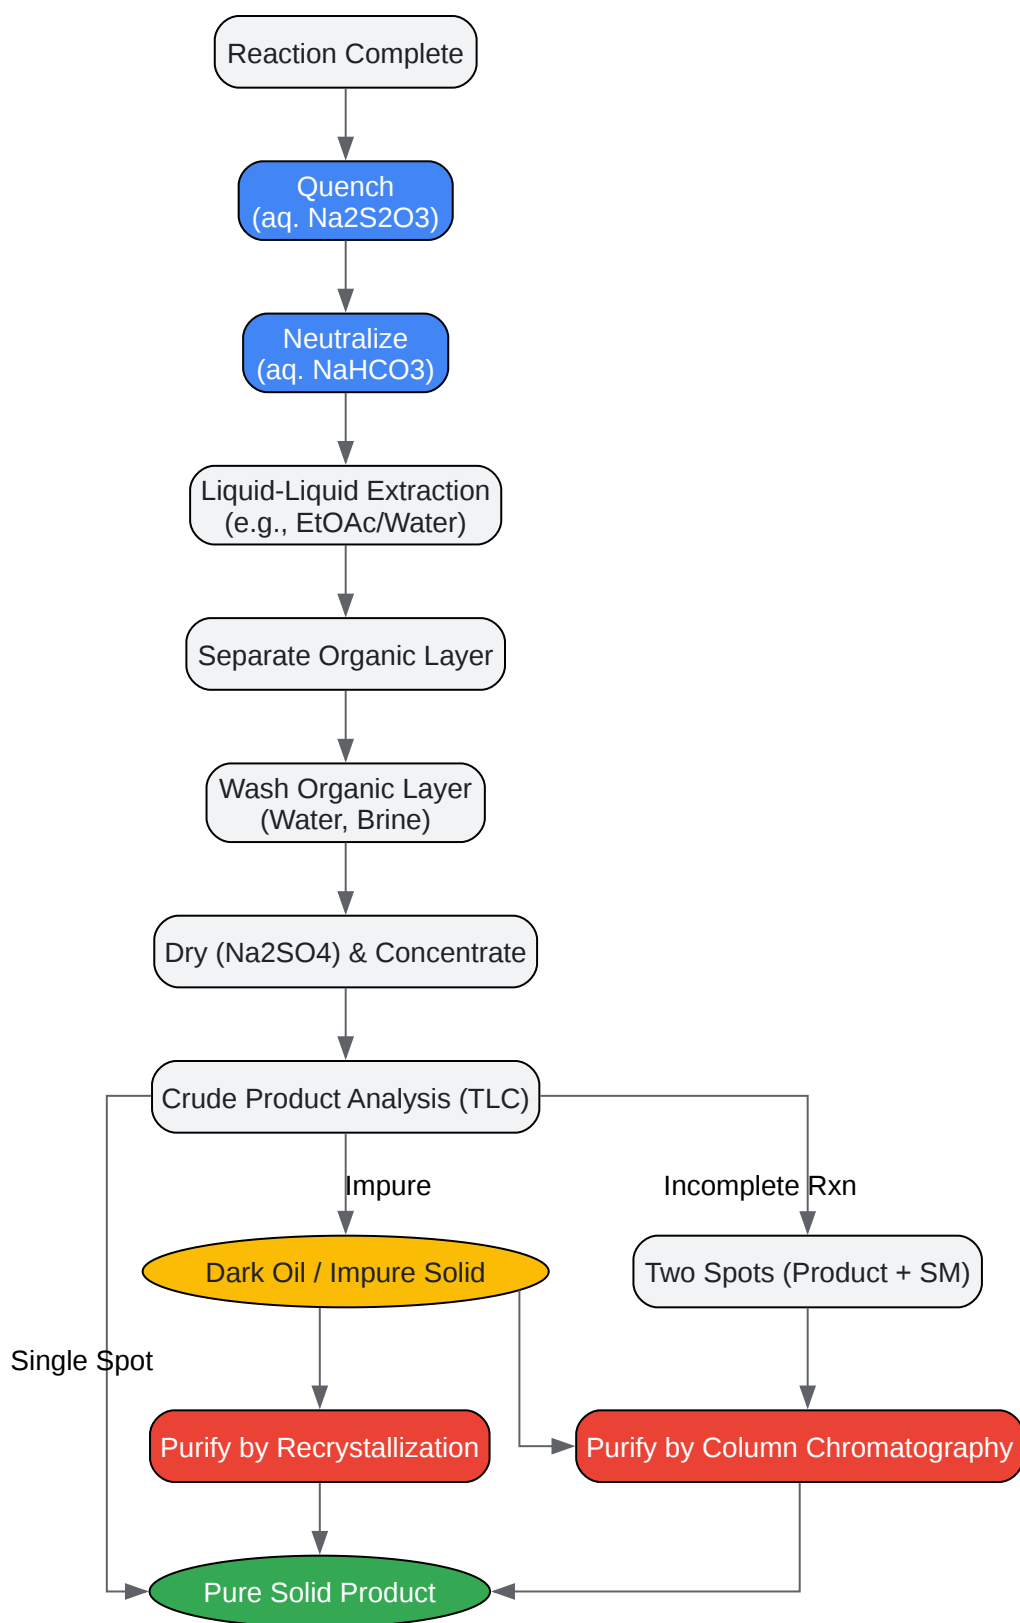 Reaction Complete
Quench
(aq. Na2S2O3)
Neutralize
(aq. NaHCO3)
Liquid-Liquid Extraction
(e.g., EtOAc/Water)
Separate Organic Layer
Wash Organic Layer
(Water, Brine)
Dry (Na2SO4) & Concentrate
Crude Product Analysis (TLC)
Impure
Incomplete Rxn
Dark Oil / Impure Solid
Two Spots (Product + SM)
Single Spot
Purify by Recrystallization
Purify by Column Chromatography
Pure Solid Product